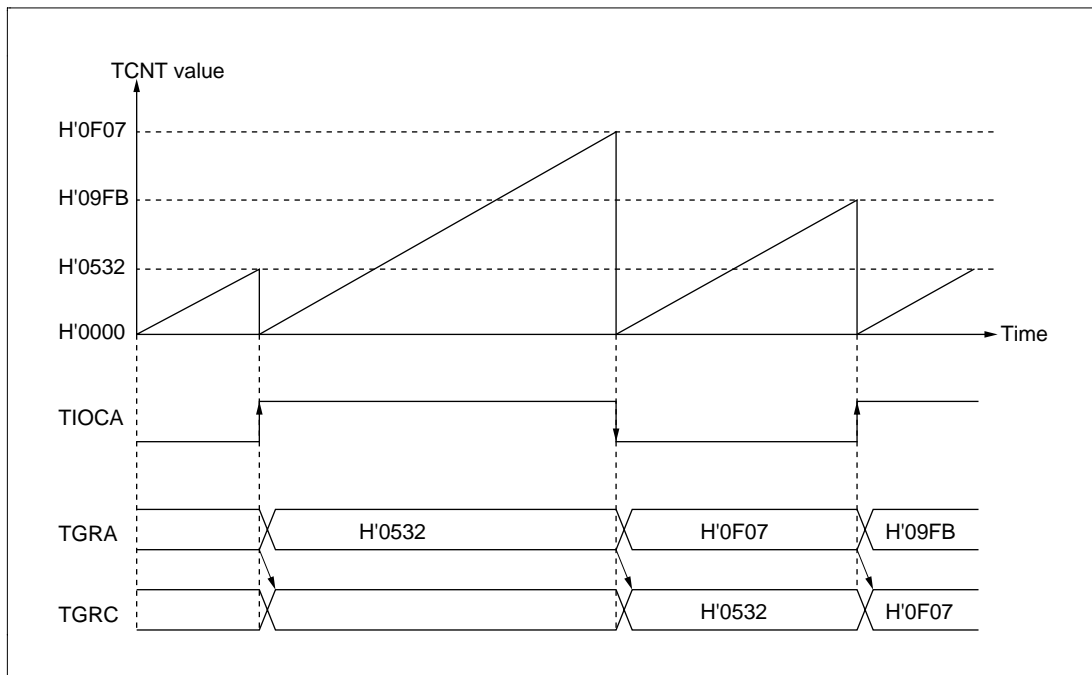 TCNT value
H'0F07
H'09FB
H'0532
H'0000
Time
TIOCA
TGRA H'0532 H'0F07 H'09FB
TGRC H'0532 H'0F07